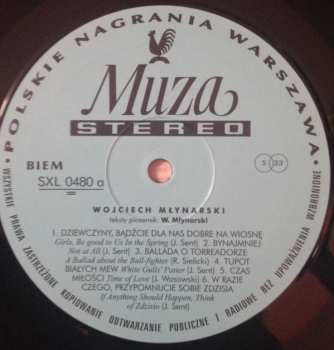 POLSKIE NAGRANIA WARSZAWA
Muza
STEREO
BIEM
SXL 0480 a
S 33
WOJCIECH MŁYNARSKI
teksty piosenek: W. Młynarski
1. DZIEWCZYNY, BĄDŹCIE DLA NAS DOBRE NA WIOSNĘ
Girls, Be good to Us In the Spring (J. Sent) 2. BYNAJMNIEJ
Not at All (J. Sent) 3. BALLADA O TORREADORZE
A Ballad about the Bull-fighter (R. Sielicki) 4. TUPOT
BIAŁYCH MEW White Gulls' Patter (J. Sent) 5. CZAS
MIŁOŚCI Time of Love (J. Wasowski) 6. W RAZIE
CZEGO, PRZYPOMNIJCIE SOBIE ZDZISIA
If Anything Should Happen, Think
of Zdzisio (J. Sent)
WSZYSTKIE PRAWA ZASTRZEŻONE KOPIOWANIE ODTWARZANIE PUBLICZNE I RADIOWE BEZ UPOWAŻNIENIA WZBRONIONE